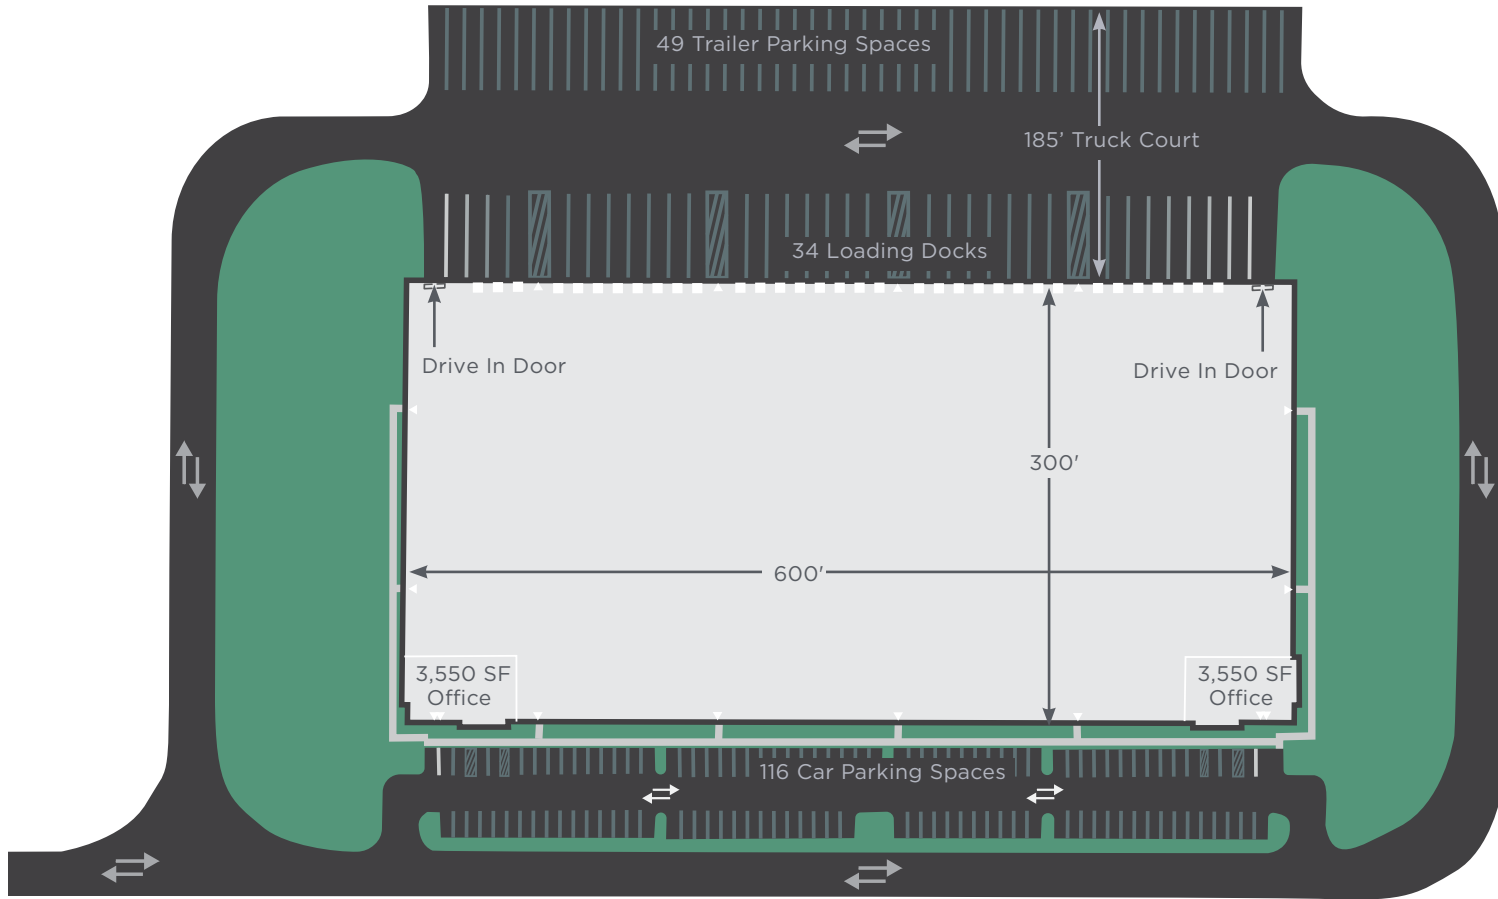 49 Trailer Parking Spaces
185’ Truck Court
34 Loading Docks
Drive In Door
Drive In Door
300'
600'
3,550 SF
Office
3,550 SF
Office
116 Car Parking Spaces